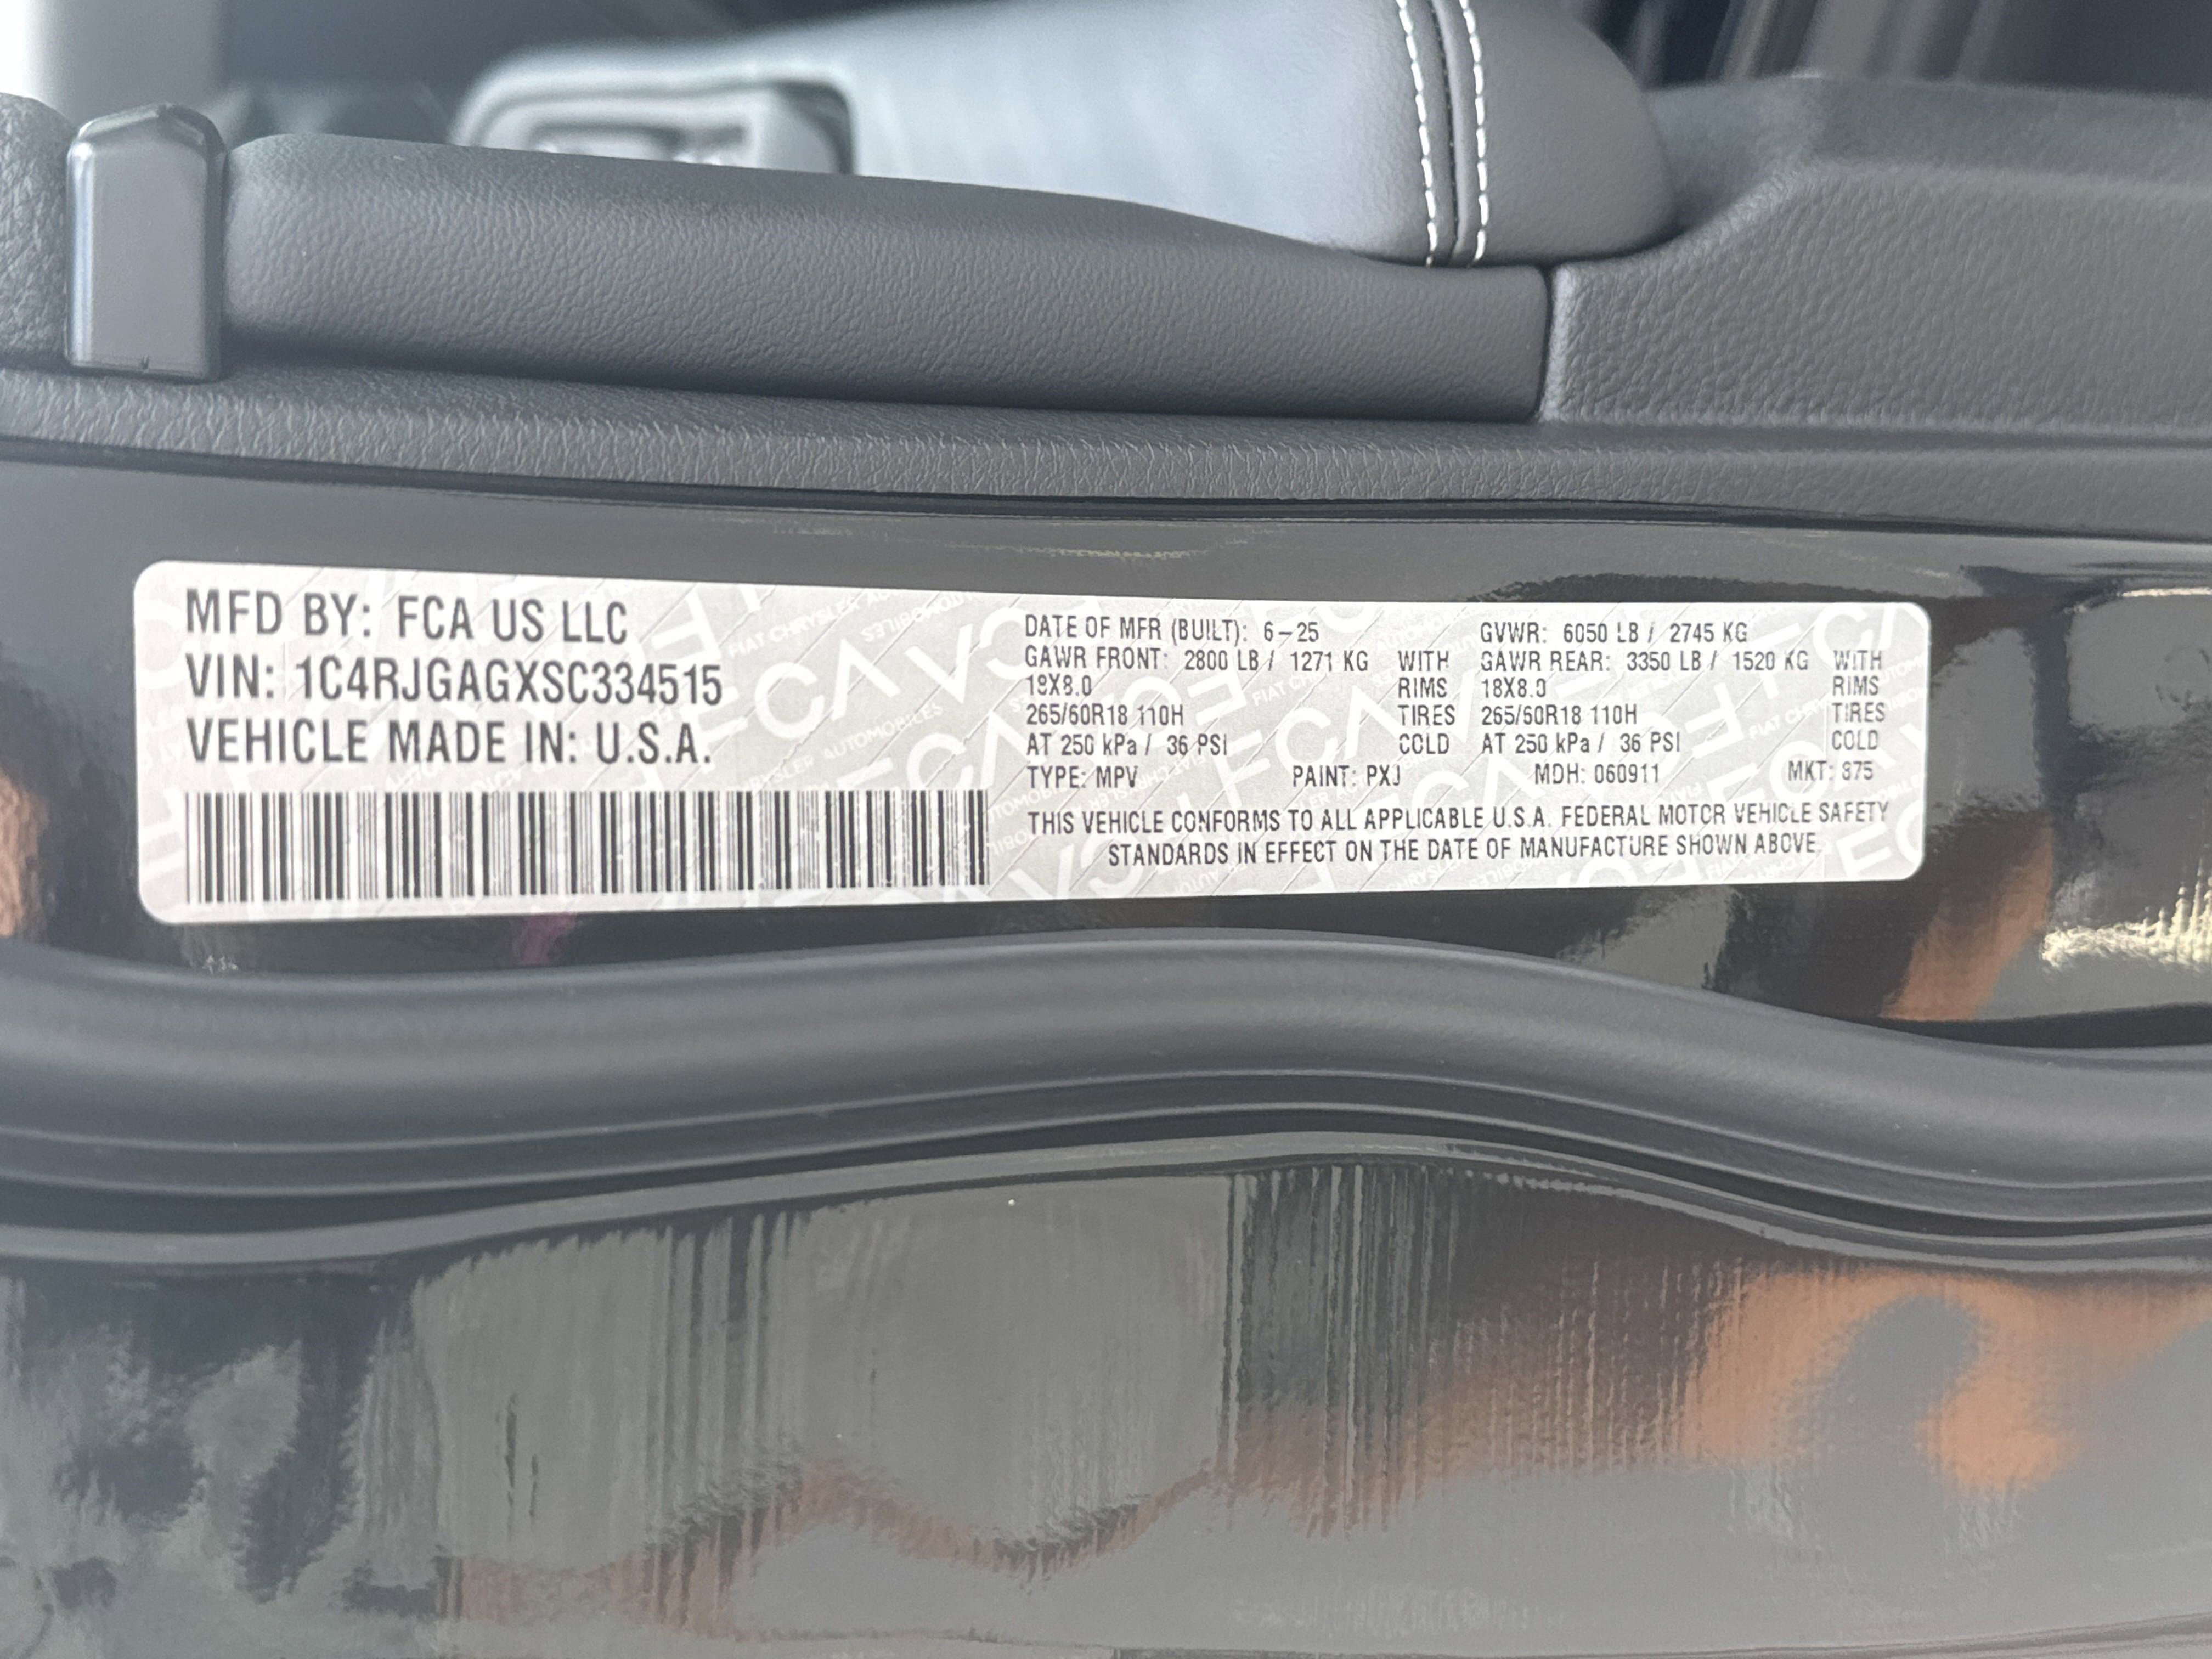 MFD BY: FCA US LLC
VIN: 1C4RJGAGXSC334515
VEHICLE MADE IN: U.S.A.
DATE OF MFR (BUILT): 6-25 GVWR: 6050 LB / 2745 KG
GAWR FRONT: 2800 LB / 1271 KG WITH GAWR REAR: 3350 LB / 1520 KG WITH
18X8.0 RIMS 18X8.0 RIMS
265/60R18 110H TIRES 265/60R18 110H TIRES
AT 250 kPa / 36 PSI COLD AT 250 kPa / 36 PSI COLD
TYPE: MPV PAINT: PXJ MDH: 060911 MKT:
THIS VEHICLE CONFORMS TO ALL APPLICABLE U.S.A. FEDERAL MOTOR VEHICLE SAFETY
STANDARDS IN EFFECT ON THE DATE OF MANUFACTURE SHOWN ABOVE.